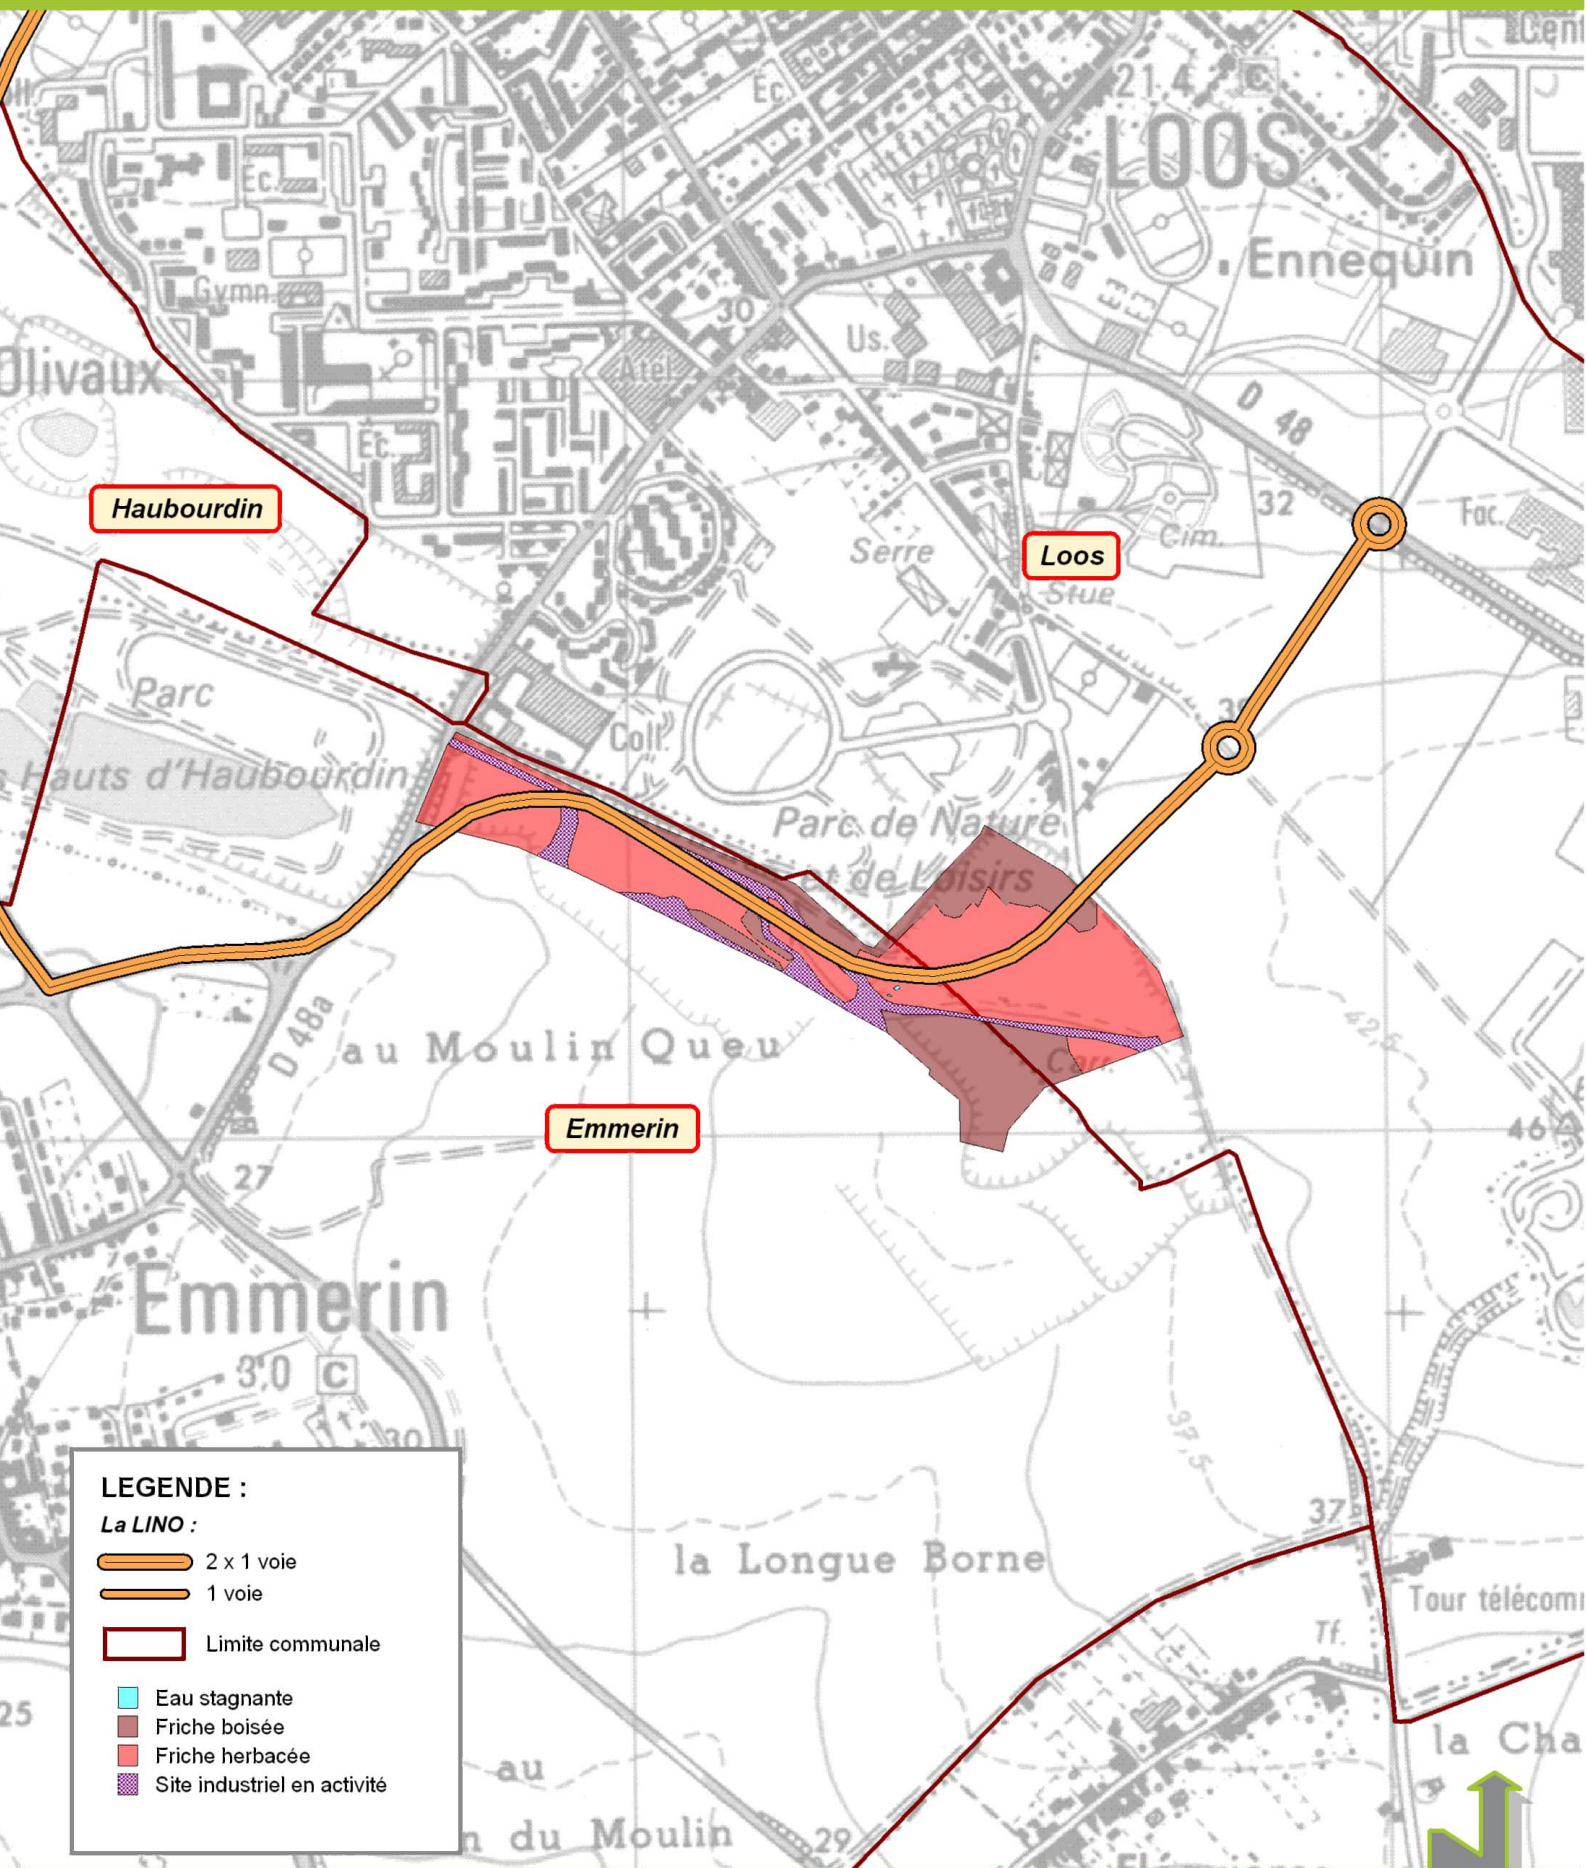 Cent
Ec.
21.4
C
LOOS
Ec.
Ennequin
Gymn.
30
Us.
Olivaux
Atel.
D 48
Ec.
Haubourdin
32
Fac.
Serre
Loos
Cim.
Stue
Parc
Coll.
Hauts d'Haubourdin
Parc de Nature
et de Loisirs
42,5
D 48a
au Moulin Queu
Carr.
Emmerin
46
27
Emmerin
30
C
30
37,5
LEGENDE :
La LINO :
2 x 1 voie
1 voie
Limite communale
Eau stagnante
Friche boisée
Friche herbacée
Site industriel en activité
37
la Longue Borne
Tour télécom
Tf.
25
la Cha
au
n du Moulin
29